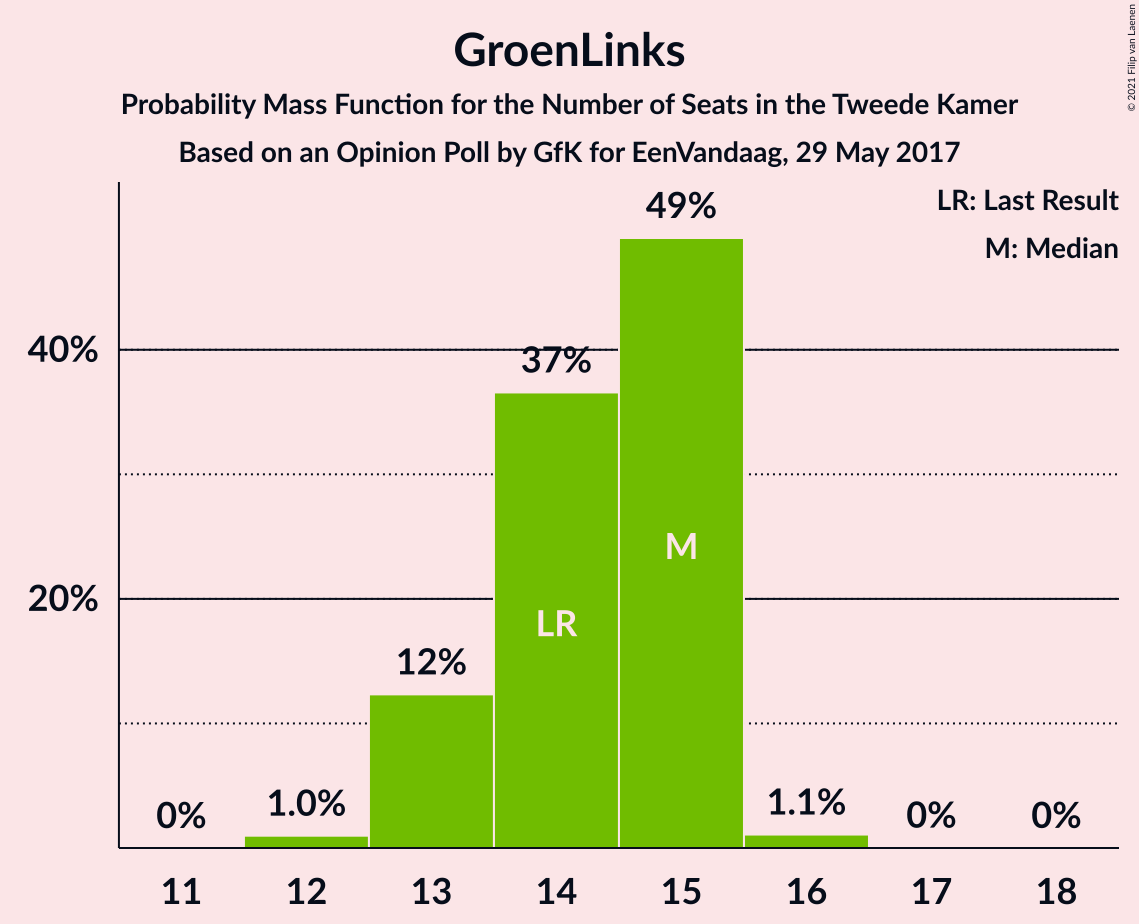 GroenLinks
Probability Mass Function for the Number of Seats in the Tweede Kamer
Based on an Opinion Poll by GfK for EenVandaag, 29 May 2017
© 2021 Filip van Laenen
LR: Last Result
M: Median
49%
40%
37%
M
20%
LR
12%
0%
1.0%
1.1%
0%
0%
11
12
13
14
15
16
17
18